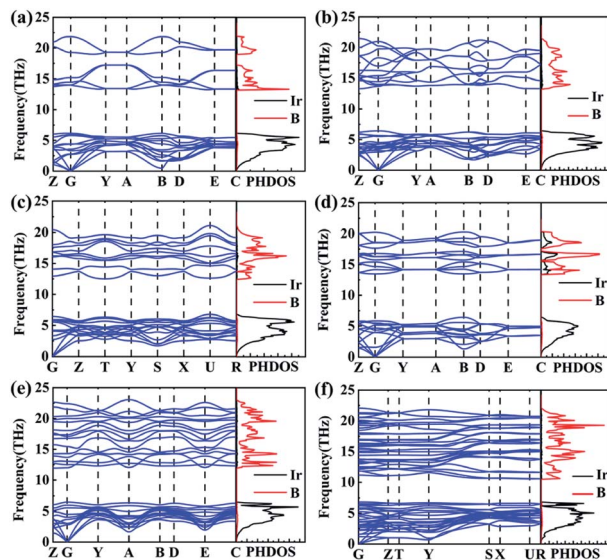 (a)
Frequency(THz)
25
20
15
10
5
0
Ir
B
Z G Y A B D E C PHDOS
(b)
Frequency(THz)
25
20
15
10
5
0
Ir
B
Z G Y A B D E C PHDOS
(c)
Frequency(THz)
25
20
15
10
5
0
Ir
B
G Z T Y S X U R PHDOS
(d)
Frequency(THz)
25
20
15
10
5
0
Ir
B
Z G Y A B D E C PHDOS
(e)
Frequency(THz)
25
20
15
10
5
0
Ir
B
Z G Y A B D E C PHDOS
(f)
Frequency(THz)
25
20
15
10
5
0
Ir
B
G Z T Y S X U R PHDOS